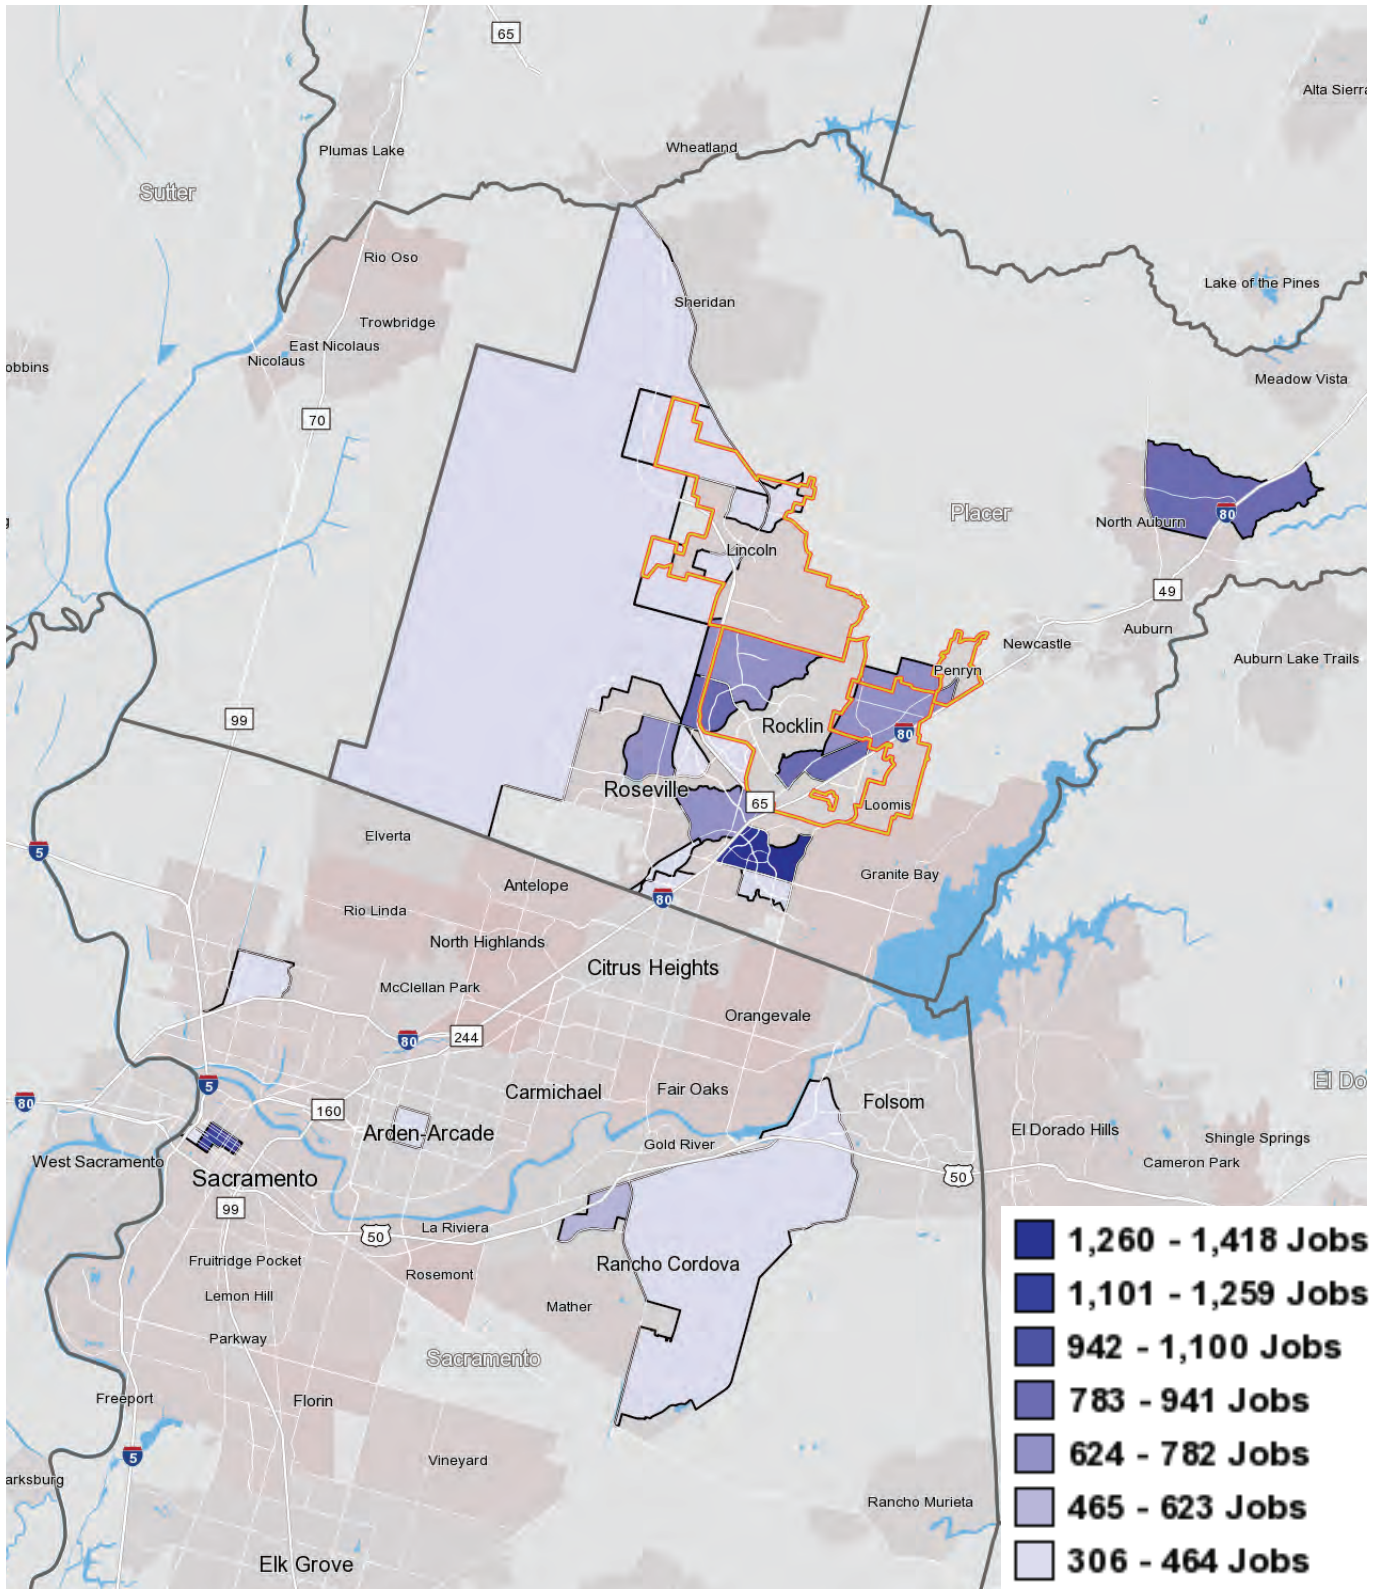 65
Alta Sierra
Plumas Lake
Wheatland
Sutter
Rio Oso
Lake of the Pines
Sheridan
Trowbridge
East Nicolaus
Nicolaus
obbins
Meadow Vista
70
Placer
80
North Auburn
Lincoln
49
Auburn
Newcastle
Auburn Lake Trails
Penryn
99
Rocklin
80
Roseville
65
Loomis
Elverta
5
Granite Bay
Antelope
80
Rio Linda
North Highlands
Citrus Heights
McClellan Park
Orangevale
80
244
5
Carmichael
Fair Oaks
El Do
80
160
Folsom
Arden-Arcade
El Dorado Hills
Gold River
Shingle Springs
West Sacramento
Cameron Park
Sacramento
50
99
La Riviera
50
Fruitridge Pocket
Rancho Cordova
Rosemont
Lemon Hill
Mather
Parkway
Sacramento
Freeport
Florin
5
Vineyard
arksburg
Rancho Murieta
Elk Grove
1,260 - 1,418 Jobs
1,101 - 1,259 Jobs
942 - 1,100 Jobs
783 - 941 Jobs
624 - 782 Jobs
465 - 623 Jobs
306 - 464 Jobs